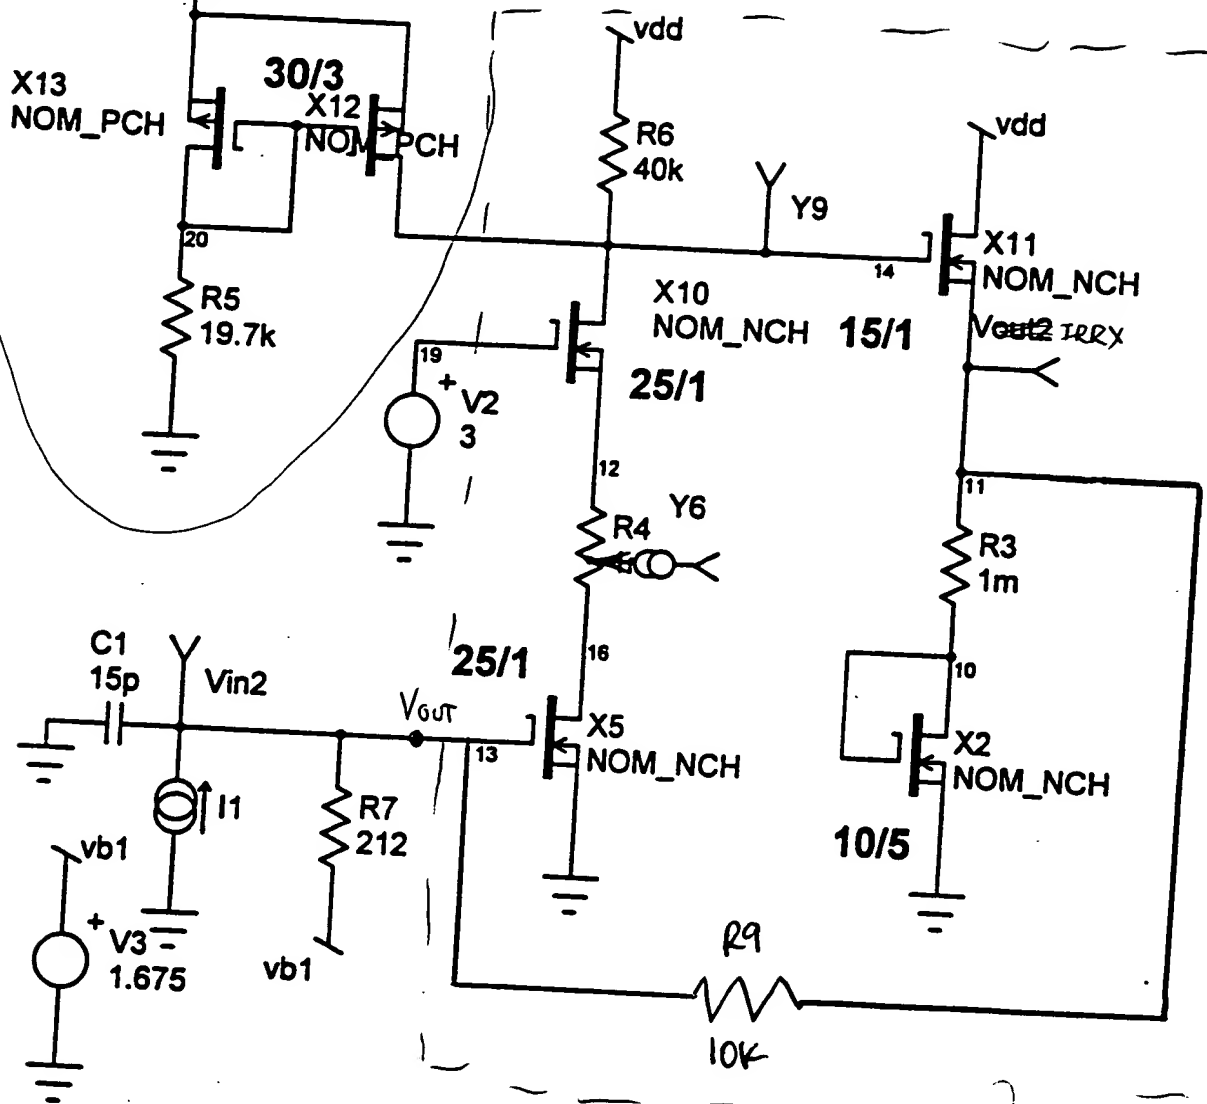 vdd
X13
NOM_PCH
30/3
X12
NOM_PCH
R6
40k
vdd
Y9
20
14
X11
NOM_NCH
R5
19.7k
X10
NOM_NCH
15/1
Vout2 IRRX
19
+
V2
3
25/1
12
11
R4
Y6
R3
1m
C1
15p
Vin2
25/1
16
10
VOUT
13
X5
NOM_NCH
X2
NOM_NCH
I1
R7
212
10/5
vb1
+
V3
1.675
vb1
R9
10K